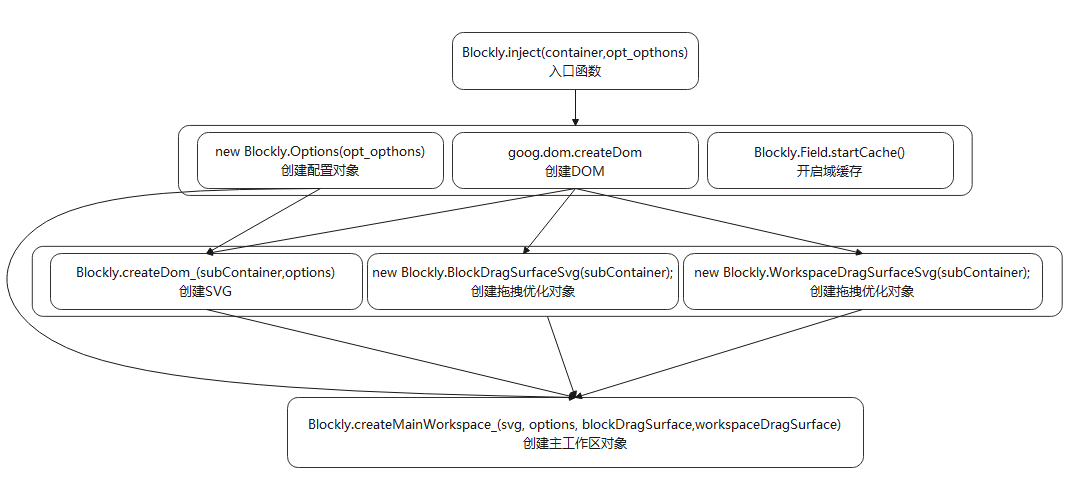 Blockly.inject(container,opt_opthons)
入口函数
new Blockly.Options(opt_opthons)
创建配置对象
goog.dom.createDom
创建DOM
Blockly.Field.startCache()
开启域缓存
Blockly.createDom_(subContainer,options)
创建SVG
new Blockly.BlockDragSurfaceSvg(subContainer);
创建拖拽优化对象
new Blockly.WorkspaceDragSurfaceSvg(subContainer);
创建拖拽优化对象
Blockly.createMainWorkspace_(svg, options, blockDragSurface,workspaceDragSurface)
创建主工作区对象